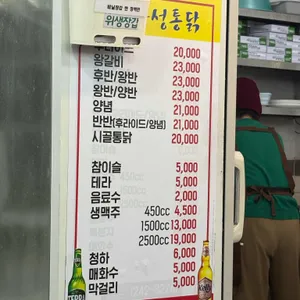 위생장갑
성통닭
후라이드 20,000
왕갈비 23,000
후반/왕반 23,000
왕반/양반 23,000
양념 21,000
반반(후라이드/양념) 21,000
시골통닭 20,000
참이슬 5,000
테라 5,000
음료수 2,000
생맥주 450cc 4,500
1500cc 13,000
2500cc 19,000
청하 6,000
매화수 5,000
막걸리 5,000